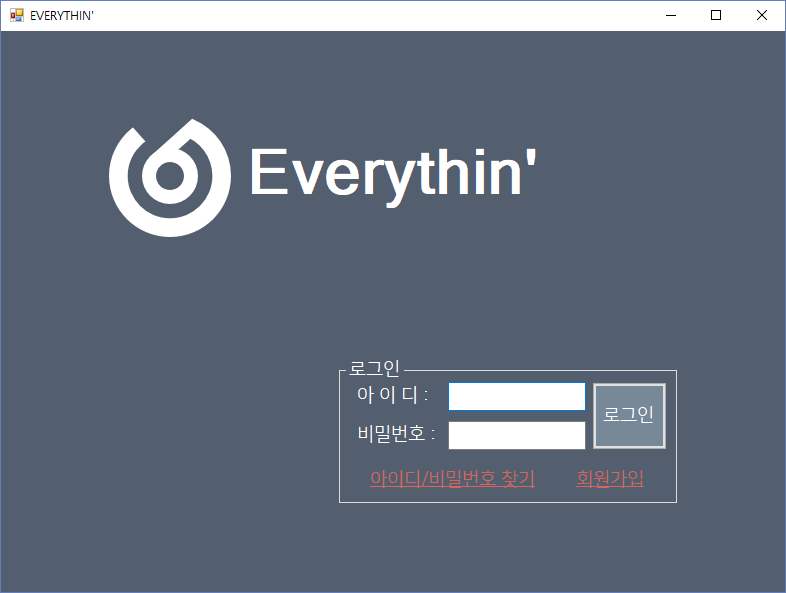 EVERYTHIN'
Everythin'
로그인
아 이 디 :
로그인
비밀번호 :
아이디/비밀번호 찾기 회원가입